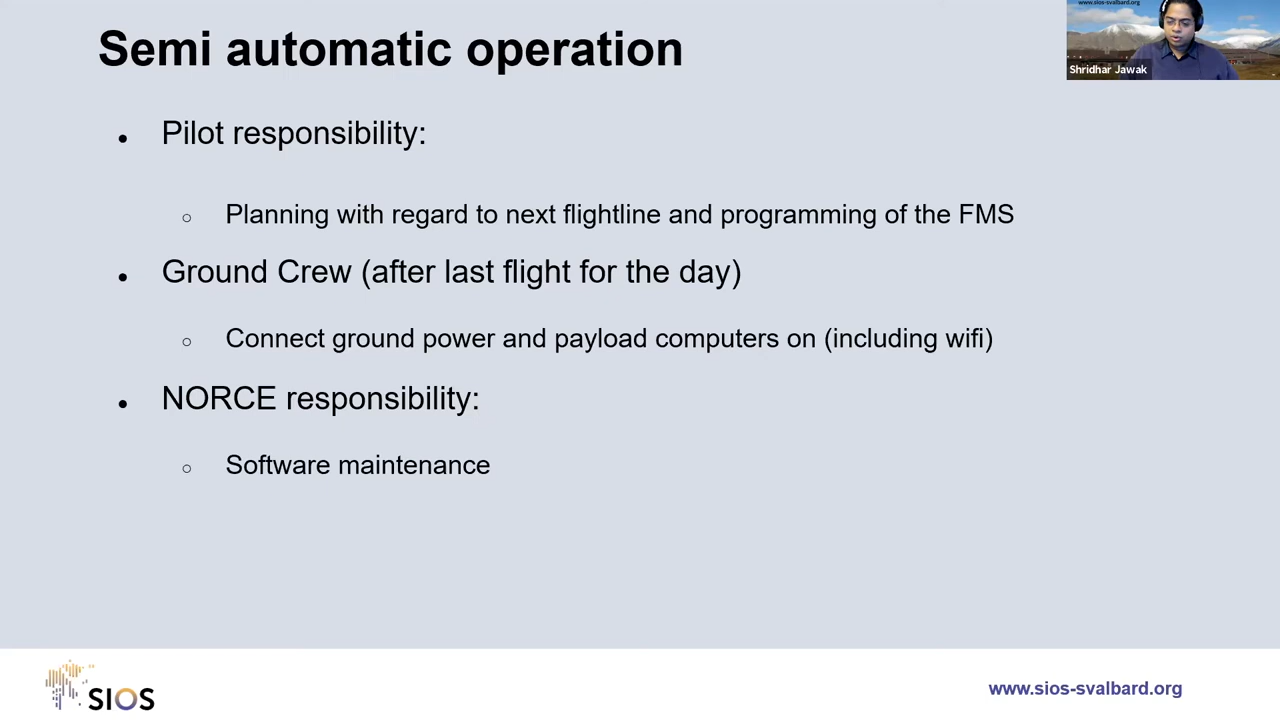 Semi automatic operation
www.sios-svalbard.org
Shridhar Jawak
● Pilot responsibility:
○ Planning with regard to next flightline and programming of the FMS
● Ground Crew (after last flight for the day)
○ Connect ground power and payload computers on (including wifi)
● NORCE responsibility:
○ Software maintenance
SIOS
www.sios-svalbard.org